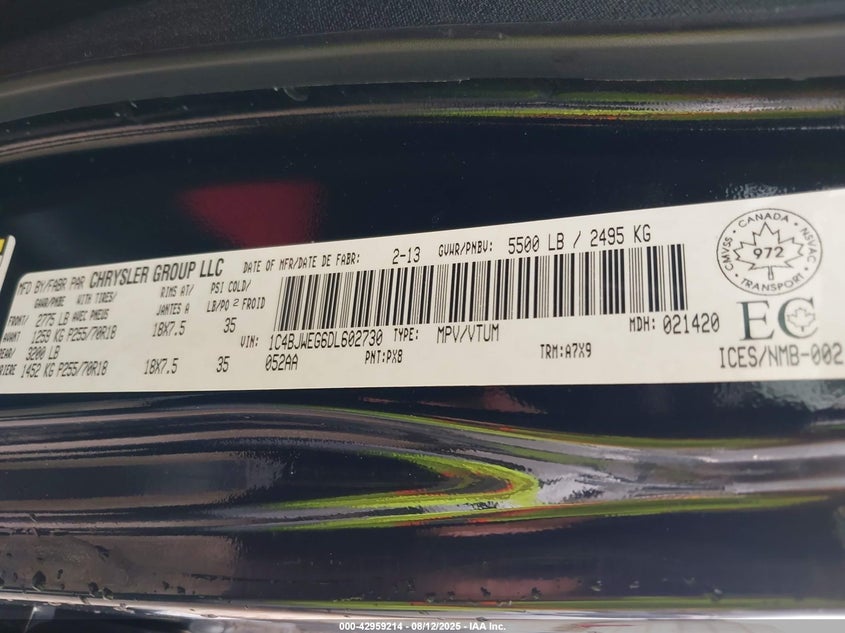 MFD BY/FABR PAR CHRYSLER GROUP LLC DATE OF MFR/DATE DE FABR: 2-13 GVWR/PNBV: 5500 LB / 2495 KG
GAWR/PNBE WITH TIRES/ RIMS AT/ PSI COLD/
FRONT/ 2775 LB AVEC PNEUS JANTES A LB/PO² FROID
AVANT 1259 KG P255/70R18 18X7.5 35
REAR/ 3200 LB
RIERE 1452 KG P255/70R18 18X7.5 35
VIN: 1C4BJWEG6DL602730 TYPE: MPV/VTUM MDH: 021420
052AA PNT:PX8 TRM:A7X9
CMVSS · CANADA · NSVAC
972
TRANSPORT
EC
ICES/NMB-002
000-42959214 - 08/12/2025 - IAA Inc.